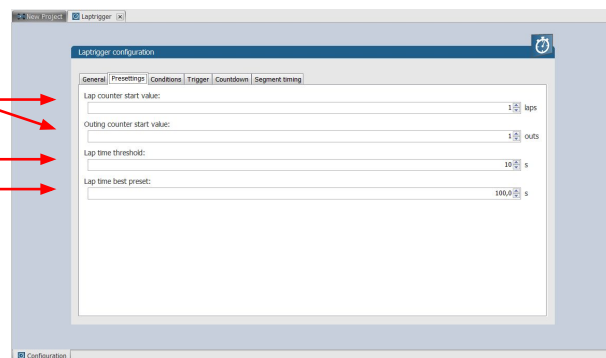 New Project Laptrigger
Laptrigger configuration
General Presettings Conditions Trigger Countdown Segment timing
Lap counter start value:
1 laps
Outing counter start value:
1 outs
Lap time threshold:
10 s
Lap time best preset:
100,0 s
Configuration